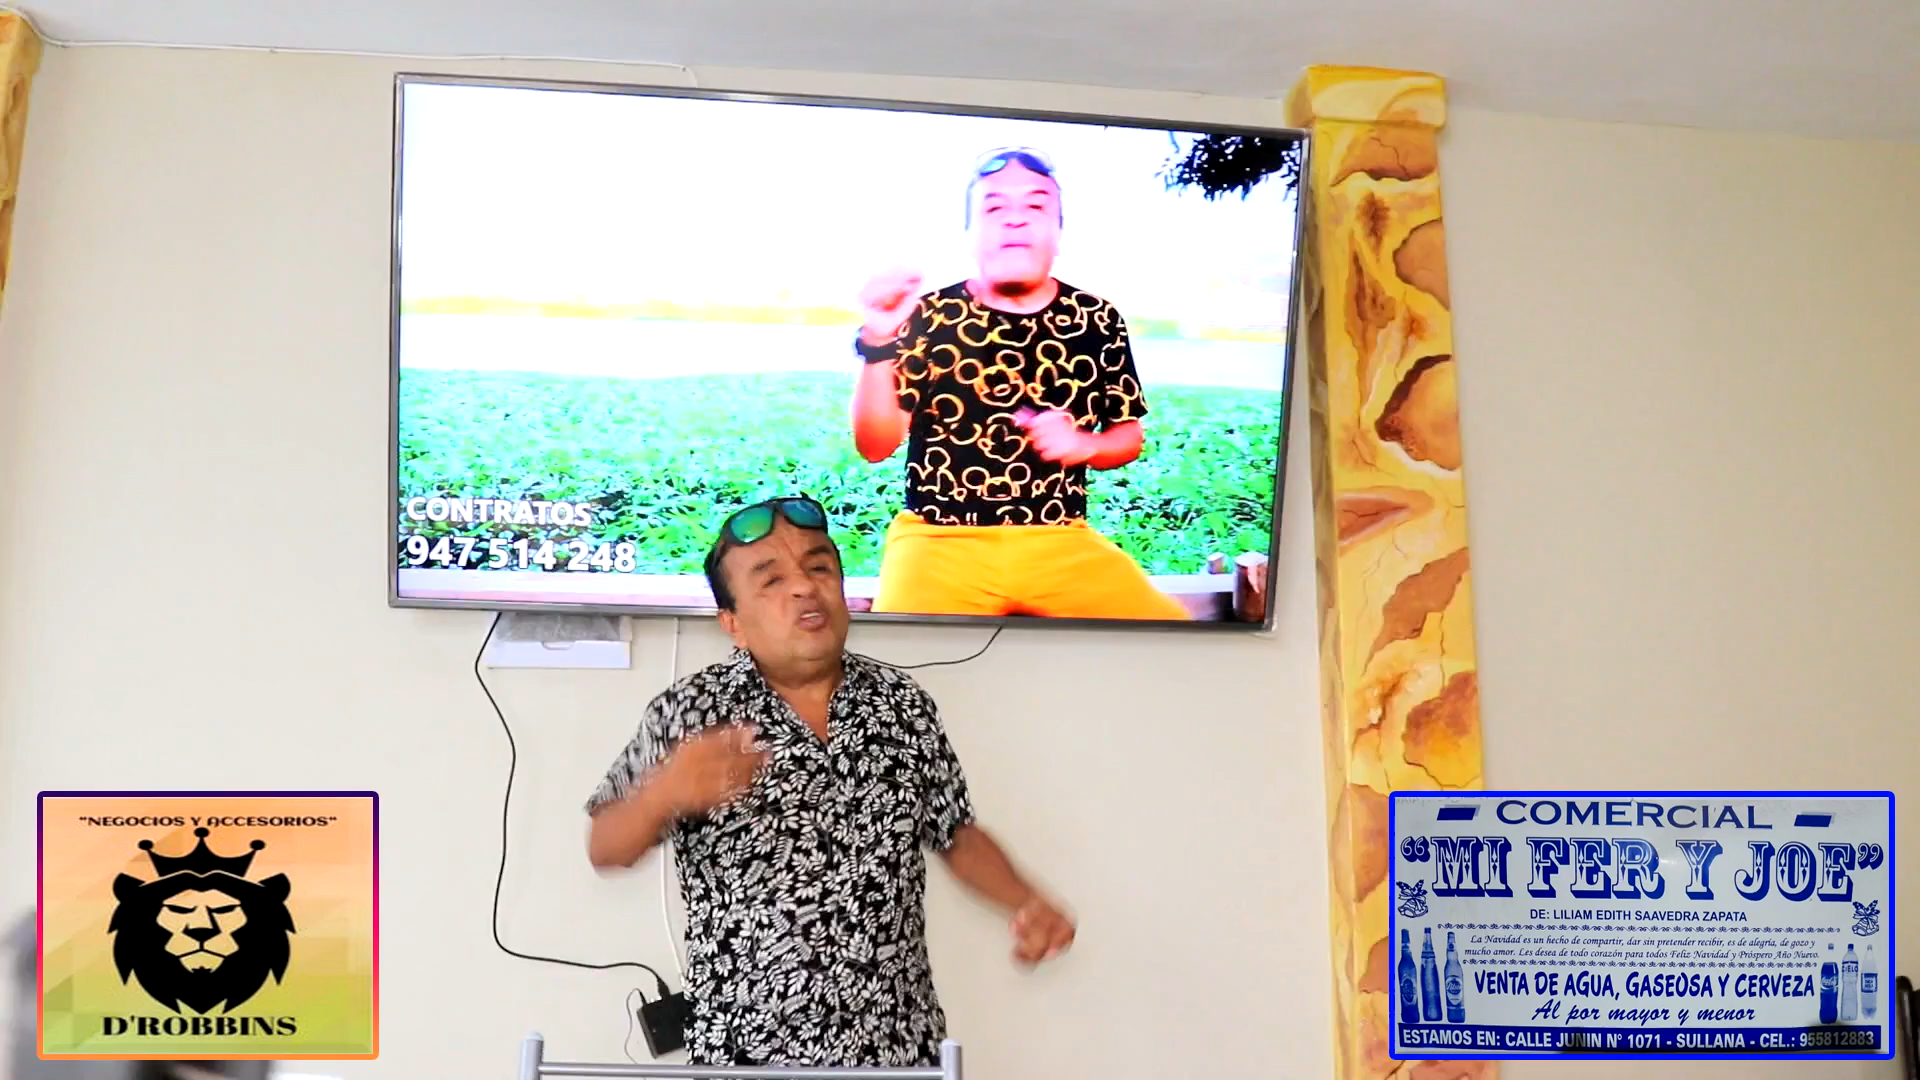 CONTRATOS
947 514 248
"NEGOCIOS Y ACCESORIOS"
D'ROBBINS
COMERCIAL
"MI FER Y JOE"
DE: LILIAM EDITH SAAVEDRA ZAPATA
La Navidad es un hecho de compartir, dar sin pretender recibir, es de alegría, de gozo y
mucho amor. Les desea de todo corazón para todos Feliz Navidad y Próspero Año Nuevo.
VENTA DE AGUA, GASEOSA Y CERVEZA
Al por mayor y menor
ESTAMOS EN: CALLE JUNIN N° 1071 - SULLANA - CEL.: 955812883